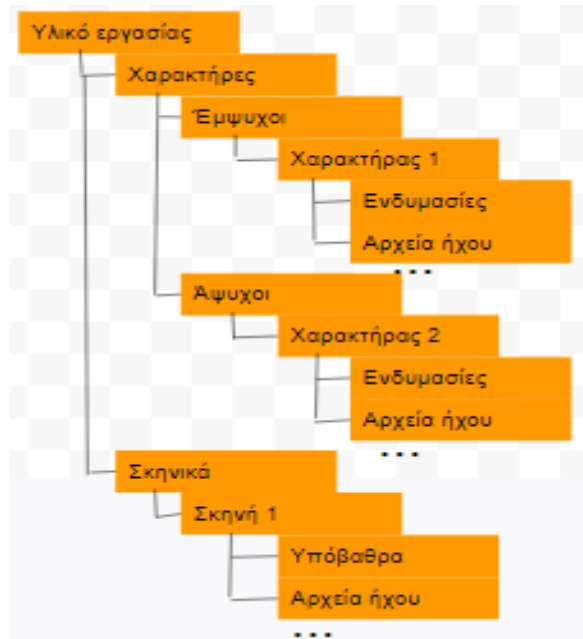 Υλικό εργασίας
Χαρακτήρες
Έμψυχοι
Χαρακτήρας 1
Ενδυμασίες
Αρχεία ήχου
...
Άψυχοι
Χαρακτήρας 2
Ενδυμασίες
Αρχεία ήχου
...
Σκηνικά
Σκηνή 1
Υπόβαθρα
Αρχεία ήχου
...